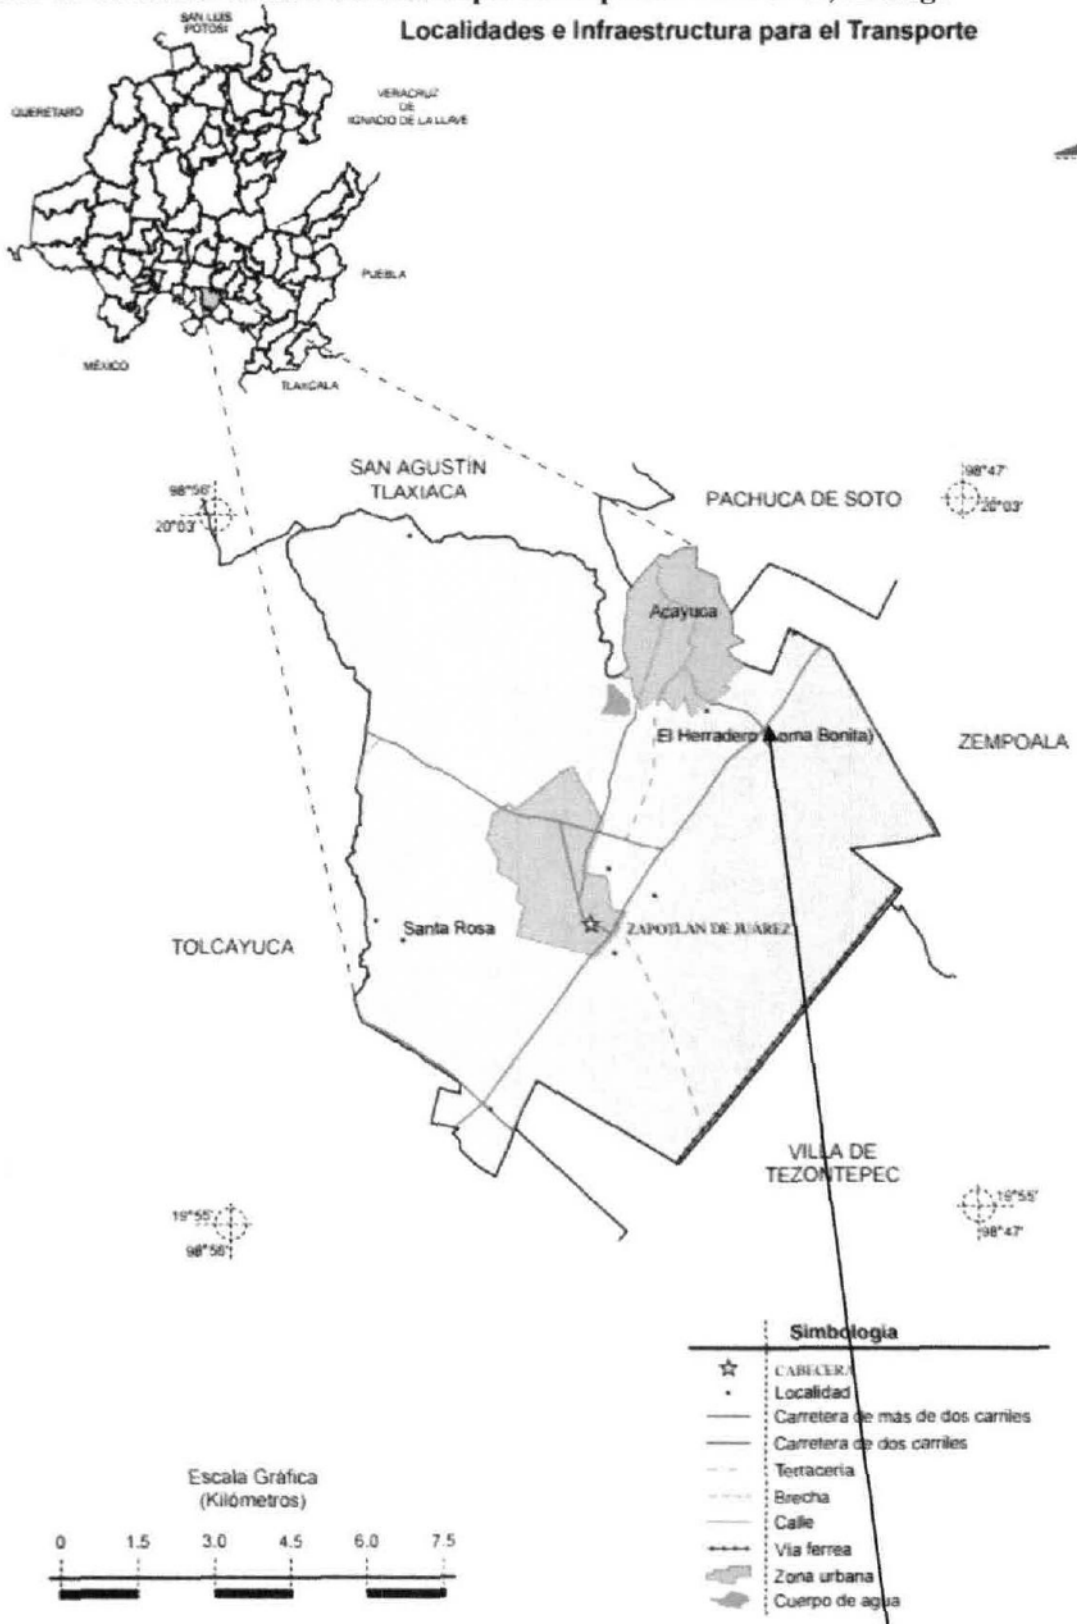 Localidades e Infraestructura para el Transporte
SAN LUIS
POTOSÍ
QUERÉTARO
VERACRUZ
DE
IGNACIO DE LA LLAVE
PUEBLA
MÉXICO
TLAXCALA
SAN AGUSTÍN
TLAXIACA
PACHUCA DE SOTO
98°56'
20°03'
98°47'
20°03'
Acayuca
El Herradero (Loma Bonita)
ZEMPOALA
Santa Rosa
ZAPOTLÁN DE JUÁREZ
TOLCAYUCA
VILLA DE
TEZONTEPEC
19°55'
98°56'
19°55'
98°47'
Simbología
CABECERA
Localidad
Carretera de más de dos carriles
Carretera de dos carriles
Terracería
Brecha
Calle
Vía ferrea
Zona urbana
Cuerpo de agua
Escala Gráfica
(Kilómetros)
0 1.5 3.0 4.5 6.0 7.5